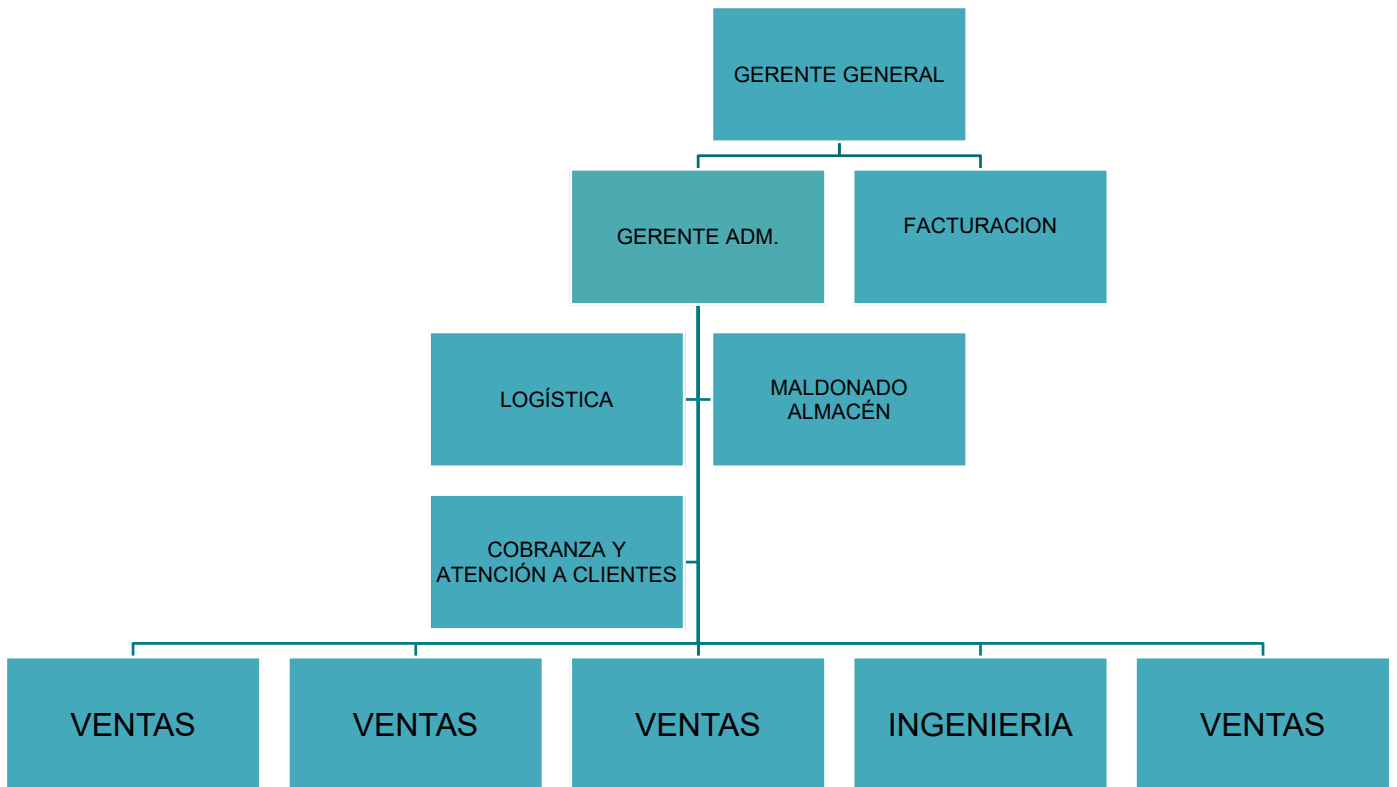 GERENTE GENERAL
GERENTE ADM.
FACTURACION
LOGÍSTICA
MALDONADO
ALMACÉN
COBRANZA Y
ATENCIÓN A CLIENTES
VENTAS
VENTAS
VENTAS
INGENIERIA
VENTAS